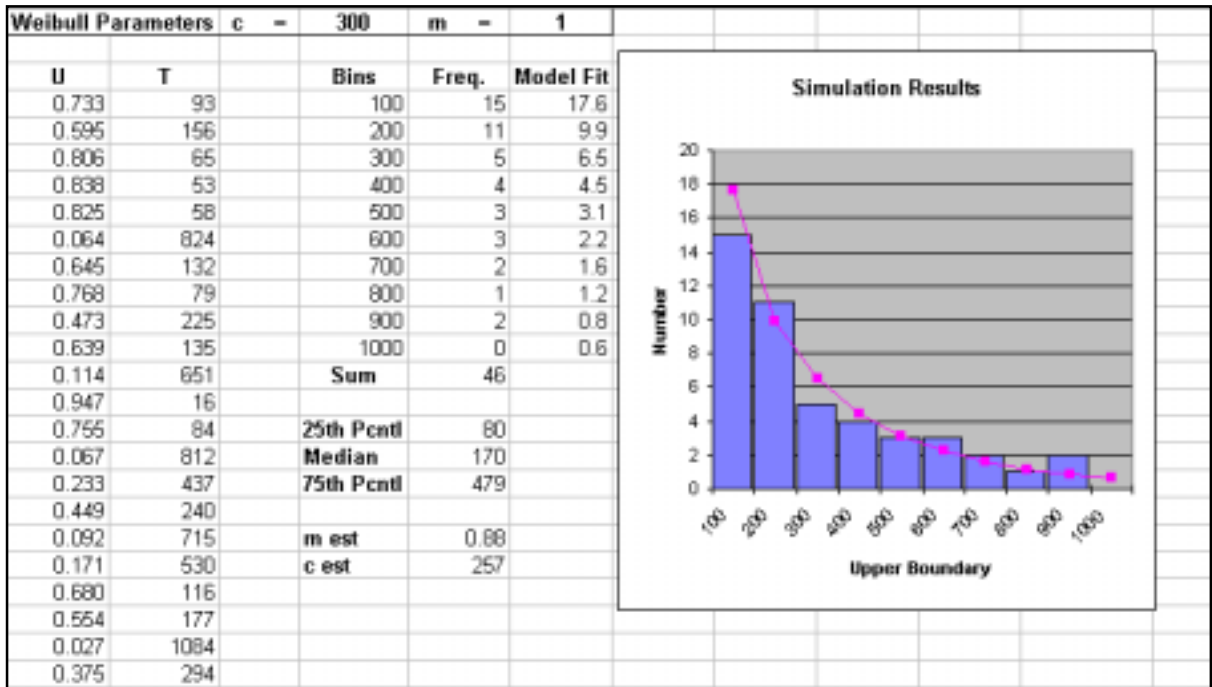 Weibull Parameters c = 300 m = 1
U T Bins Freq. Model Fit
0.733 93 100 15 17.6
0.595 156 200 11 9.9
0.806 65 300 5 6.5
0.838 53 400 4 4.5
0.825 58 500 3 3.1
0.064 824 600 3 2.2
0.645 132 700 2 1.6
0.768 79 800 1 1.2
0.473 225 900 2 0.8
0.639 135 1000 0 0.6
0.114 651 Sum 46
0.947 16
0.755 84 25th Pcntl 80
0.067 812 Median 170
0.233 437 75th Pcntl 479
0.449 240
0.092 715 m est 0.88
0.171 530 c est 257
0.680 116
0.554 177
0.027 1084
0.375 294
Simulation Results
Number
20
18
16
14
12
10
8
6
4
2
0
100 200 300 400 500 600 700 800 900 1000
Upper Boundary